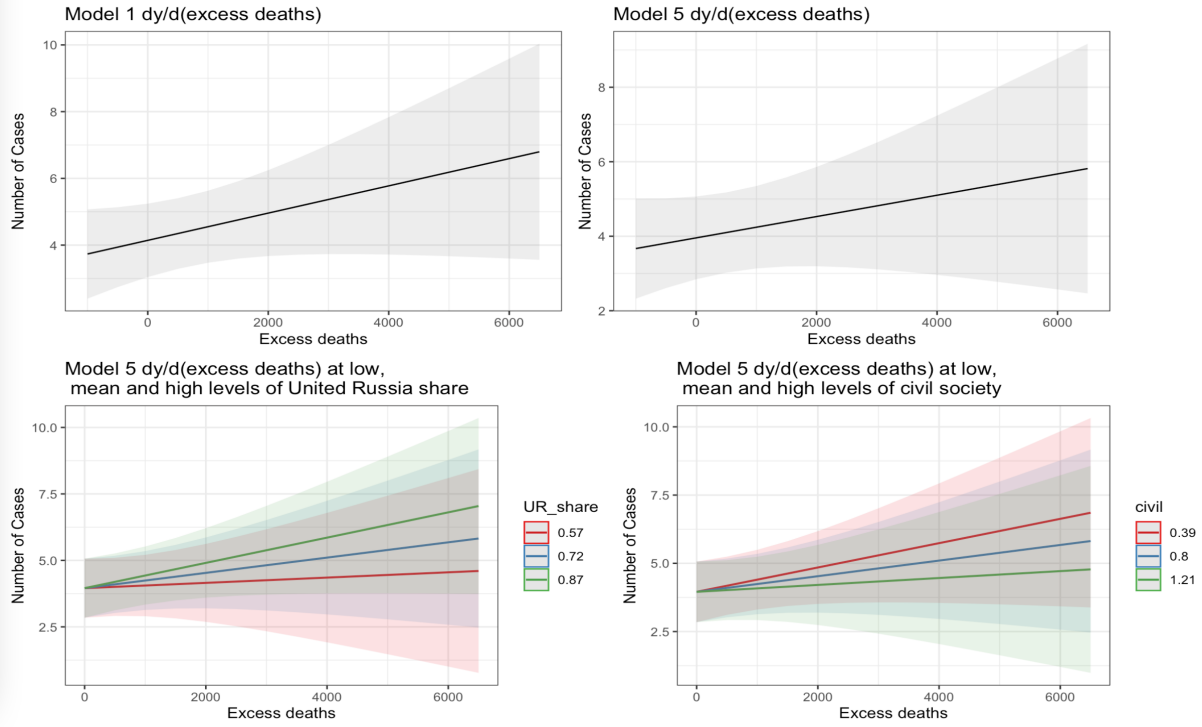 Model 1 dy/d(excess deaths)
Number of Cases
10
8
6
4
0 2000 4000 6000
Excess deaths
Model 5 dy/d(excess deaths)
Number of Cases
8
6
4
2
0 2000 4000 6000
Excess deaths
Model 5 dy/d(excess deaths) at low,
mean and high levels of United Russia share
Number of Cases
10.0
7.5
5.0
2.5
0 2000 4000 6000
Excess deaths
UR_share
0.57
0.72
0.87
Model 5 dy/d(excess deaths) at low,
mean and high levels of civil society
Number of Cases
10.0
7.5
5.0
2.5
0 2000 4000 6000
Excess deaths
civil
0.39
0.8
1.21